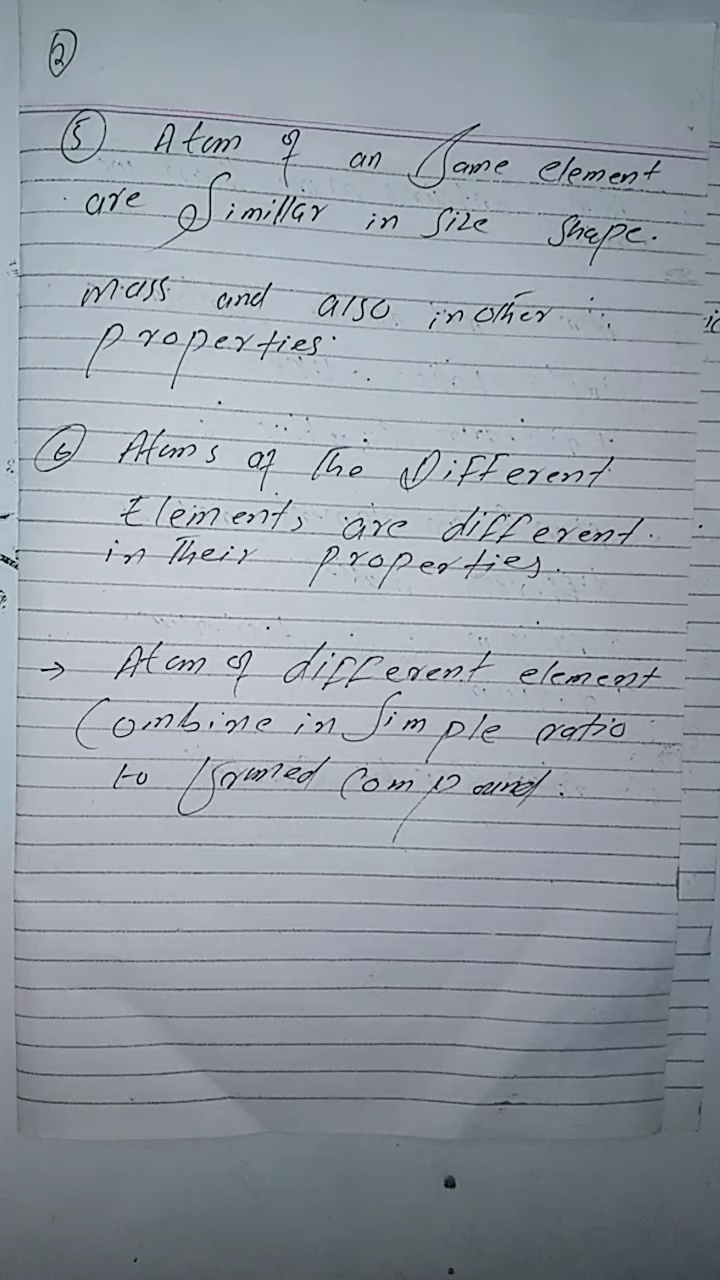 2
5 Atom of an Same element
are Simillar in Size Shape.
mass and also in other
properties.
6 Atoms of the Different
Elements are different.
in Their properties.
→ Atom of different element
Combine in Simple ratio
to formed Compound.